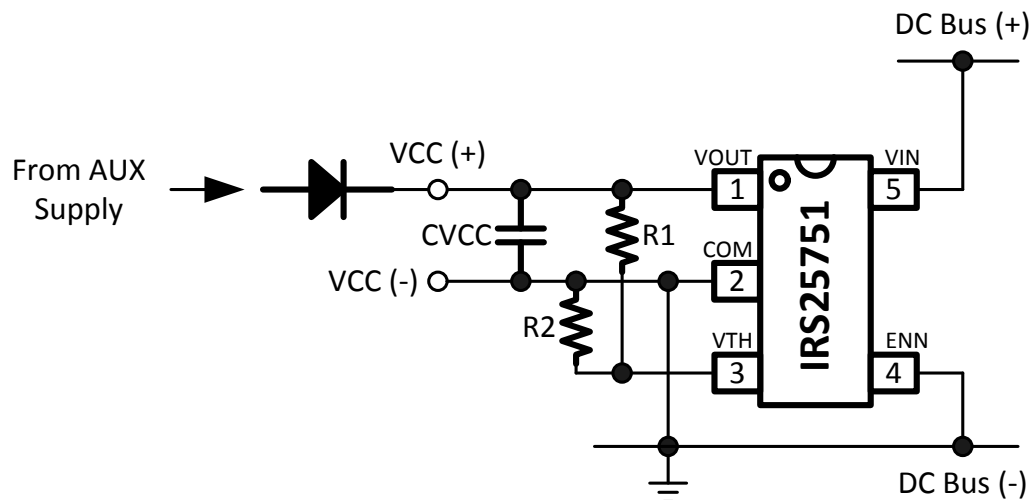 DC Bus (+)
From AUX
Supply
VCC (+)
VOUT
VIN
1
5
CVCC
R1
COM
2
VCC (-)
R2
IRS25751
VTH
ENN
3
4
DC Bus (-)